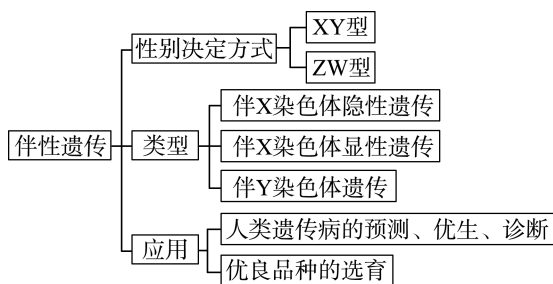 伴性遗传
性别决定方式
XY型
ZW型
类型
伴X染色体隐性遗传
伴X染色体显性遗传
伴Y染色体遗传
应用
人类遗传病的预测、优生、诊断
优良品种的选育